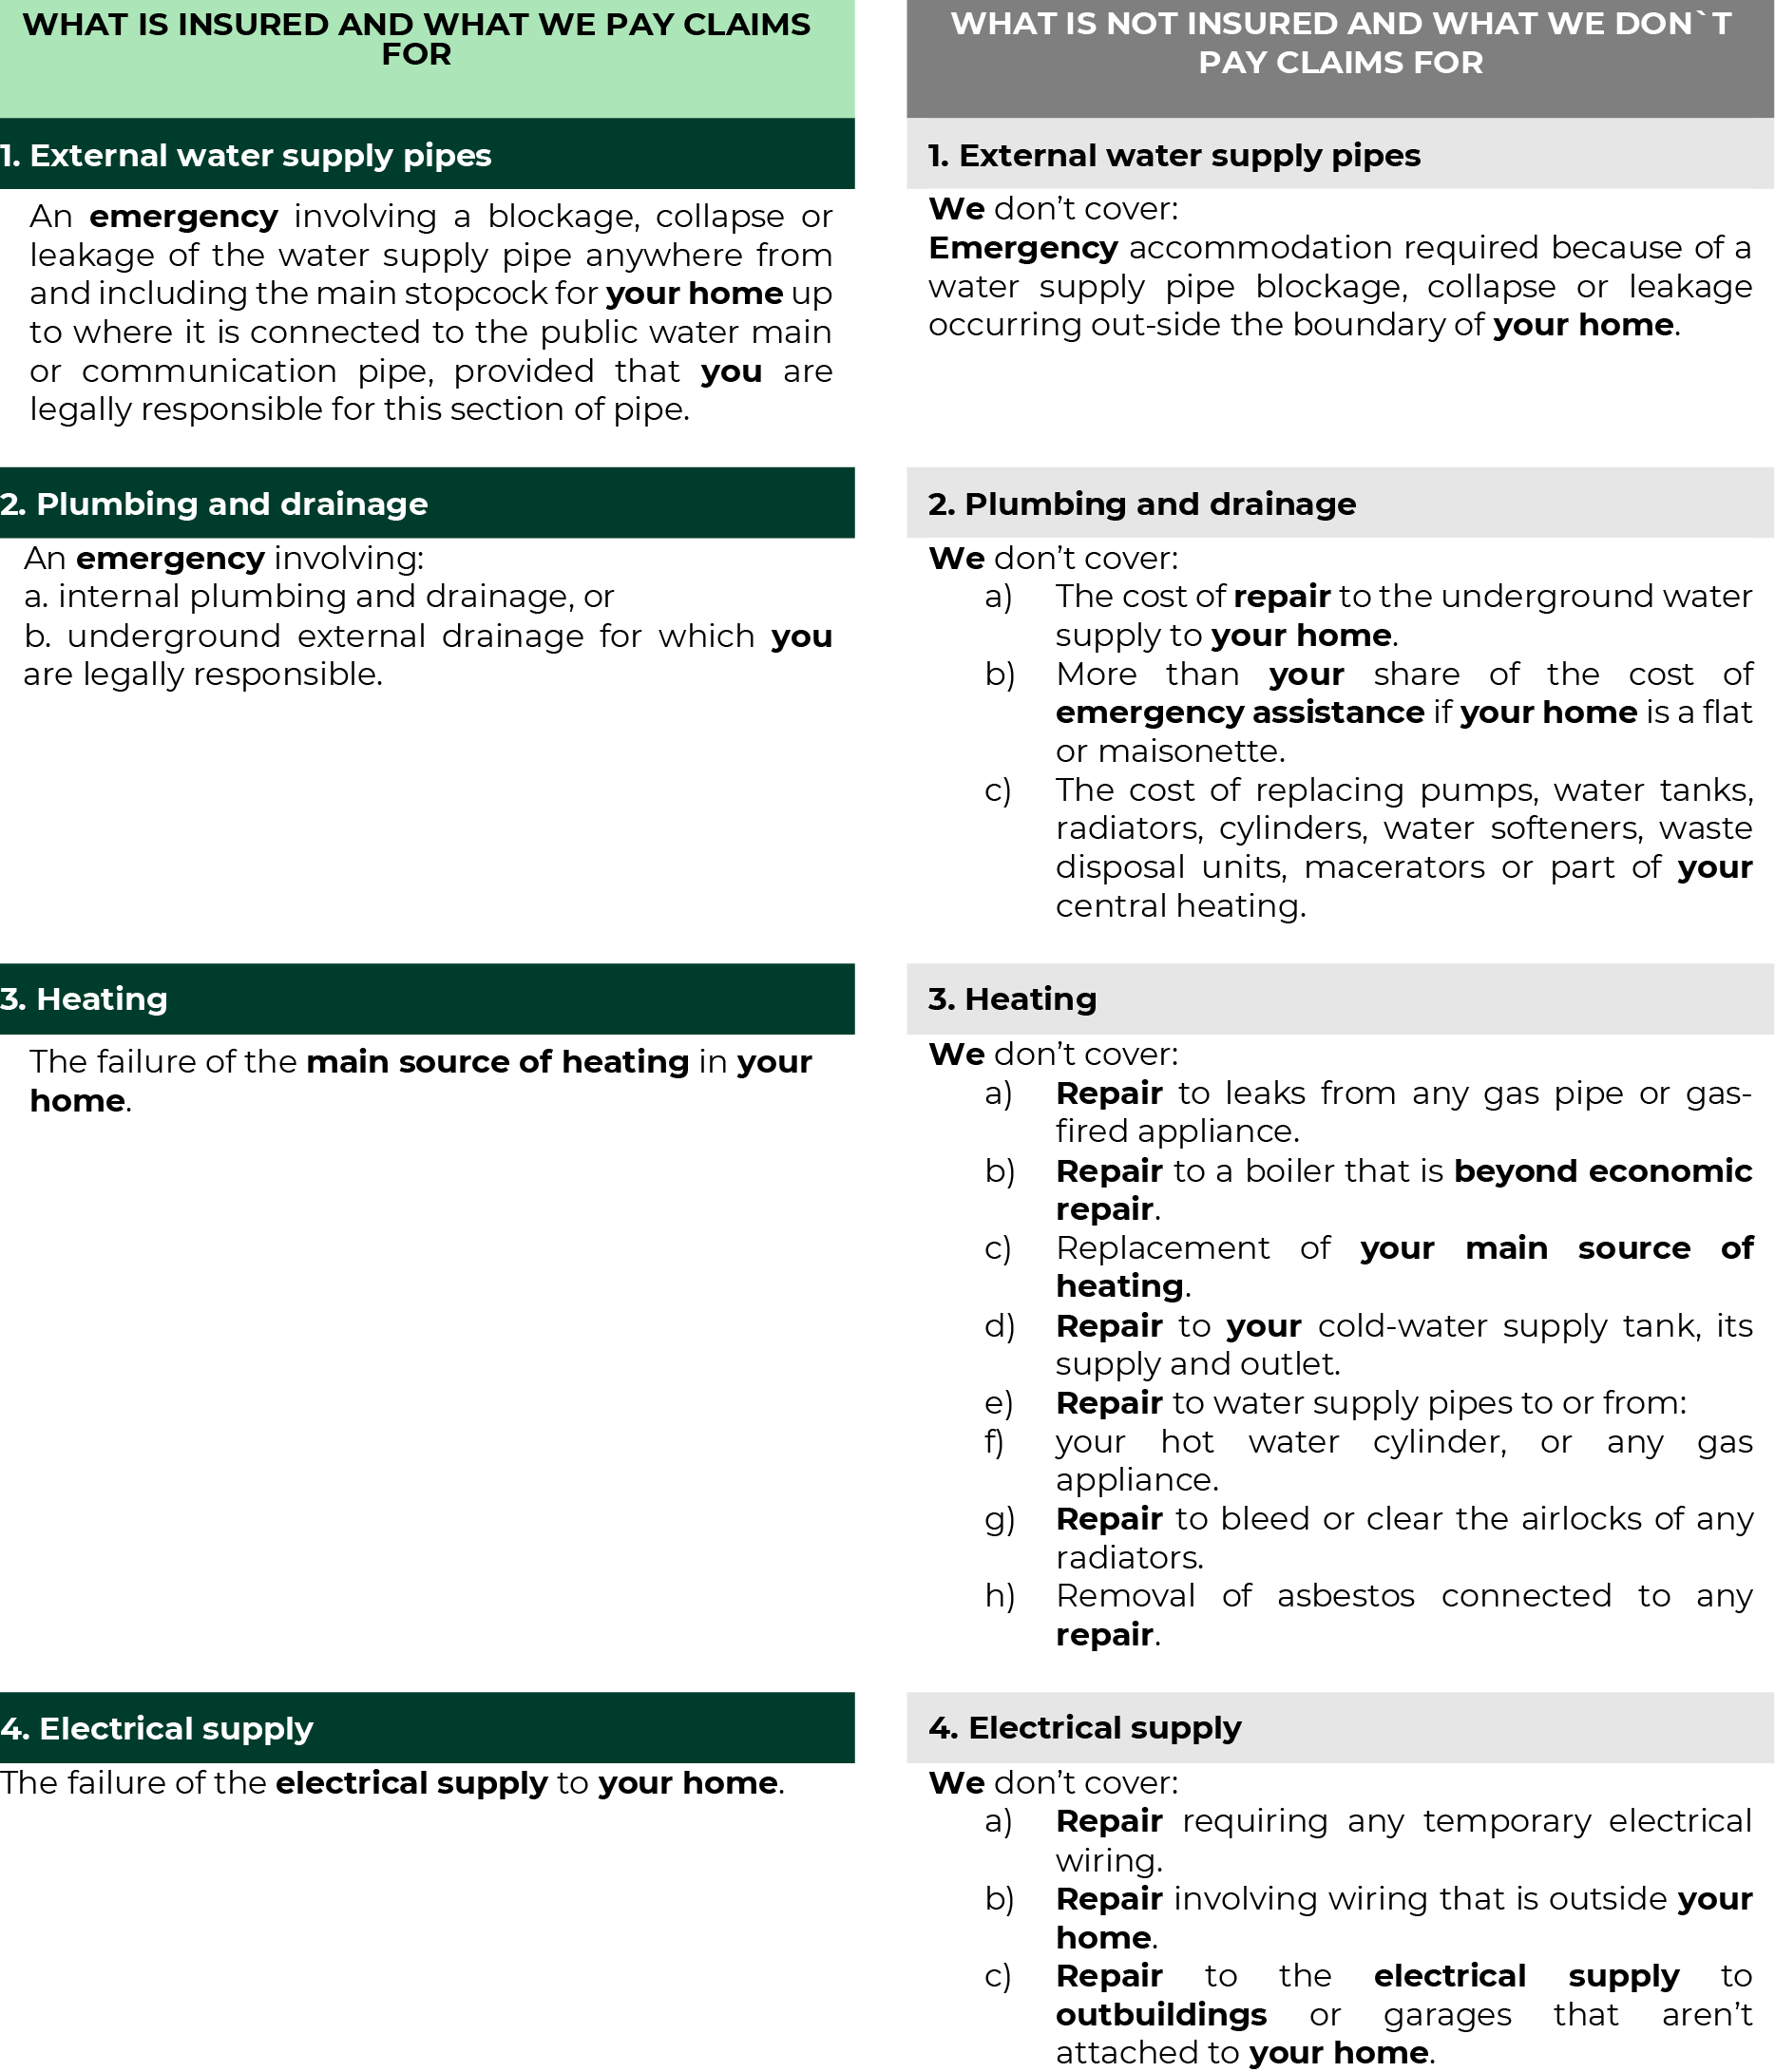 WHAT IS INSURED AND WHAT WE PAY CLAIMS
FOR
WHAT IS NOT INSURED AND WHAT WE DON`T
PAY CLAIMS FOR
1. External water supply pipes
An emergency involving a blockage, collapse or
leakage of the water supply pipe anywhere from
and including the main stopcock for your home up
to where it is connected to the public water main
or communication pipe, provided that you are
legally responsible for this section of pipe.
1. External water supply pipes
We don’t cover:
Emergency accommodation required because of a
water supply pipe blockage, collapse or leakage
occurring out-side the boundary of your home.
2. Plumbing and drainage
An emergency involving:
a. internal plumbing and drainage, or
b. underground external drainage for which you
are legally responsible.
2. Plumbing and drainage
We don’t cover:
a) The cost of repair to the underground water
supply to your home.
b) More than your share of the cost of
emergency assistance if your home is a flat
or maisonette.
c) The cost of replacing pumps, water tanks,
radiators, cylinders, water softeners, waste
disposal units, macerators or part of your
central heating.
3. Heating
The failure of the main source of heating in your
home.
3. Heating
We don’t cover:
a) Repair to leaks from any gas pipe or gas-
fired appliance.
b) Repair to a boiler that is beyond economic
repair.
c) Replacement of your main source of
heating.
d) Repair to your cold-water supply tank, its
supply and outlet.
e) Repair to water supply pipes to or from:
f) your hot water cylinder, or any gas
appliance.
g) Repair to bleed or clear the airlocks of any
radiators.
h) Removal of asbestos connected to any
repair.
4. Electrical supply
The failure of the electrical supply to your home.
4. Electrical supply
We don’t cover:
a) Repair requiring any temporary electrical
wiring.
b) Repair involving wiring that is outside your
home.
c) Repair to the electrical supply to
outbuildings or garages that aren’t
attached to your home.